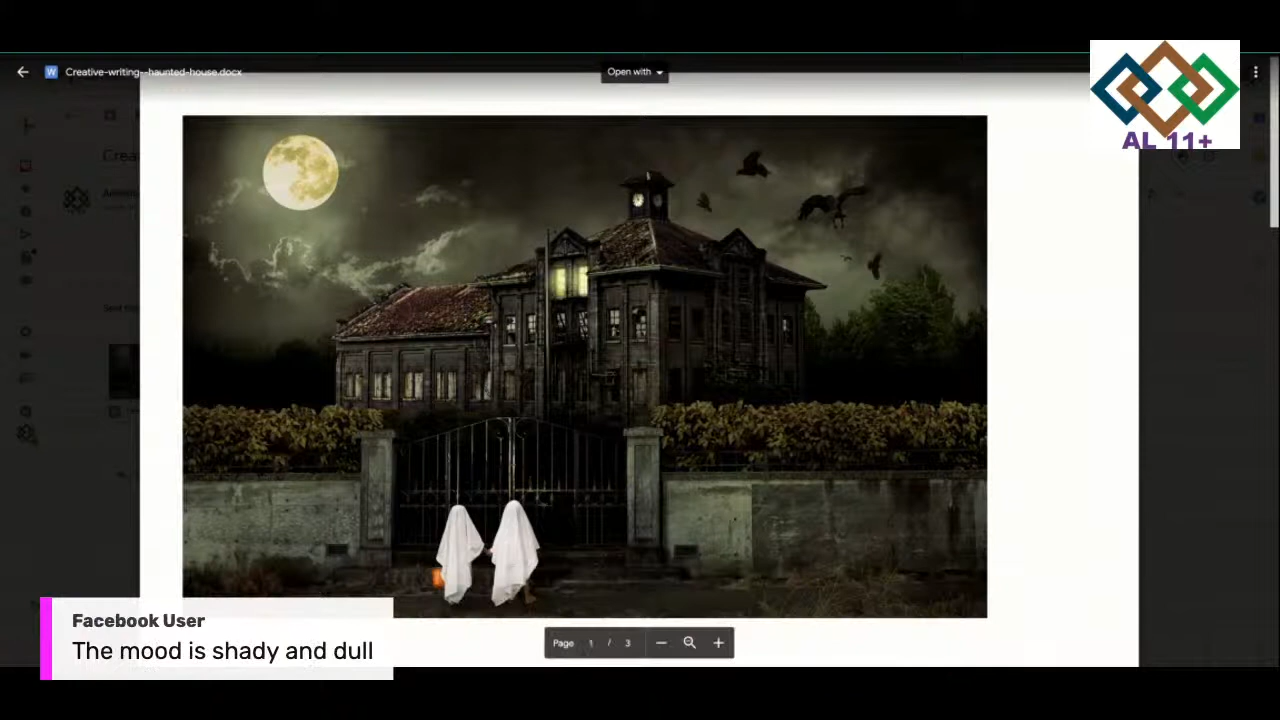 Creative-writing--haunted-house.docx
Open with
AL 11+
Crea
Page 1 / 3
Facebook User
The mood is shady and dull